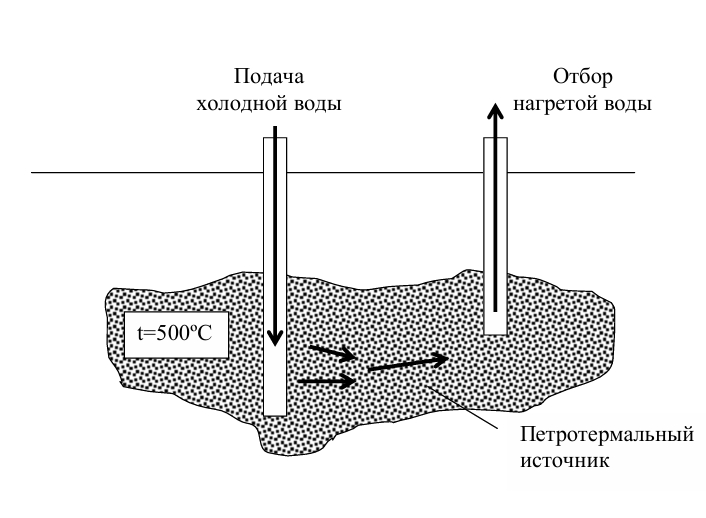 Подача
холодной воды
Отбор
нагретой воды
t=500ºC
Петротермальный
источник